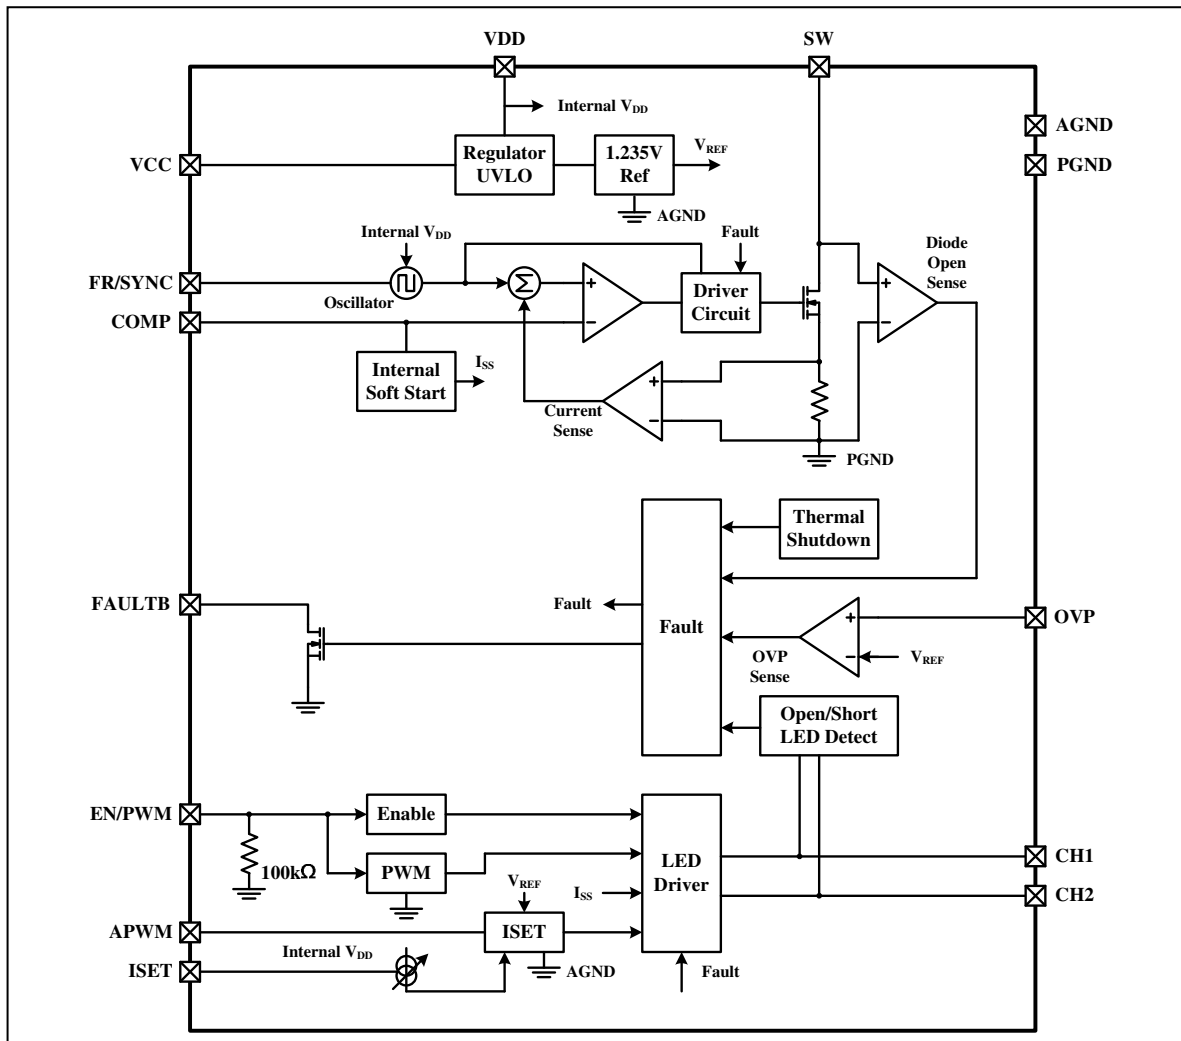 VDD
SW
Internal VDD
AGND
VCC
Regulator
UVLO
1.235V
Ref
VREF
PGND
AGND
Internal VDD
Fault
Diode
Open
Sense
FR/SYNC
Oscillator
Σ
+
−
Driver
Circuit
+
−
COMP
Internal
Soft Start
ISS
Current
Sense
+
−
PGND
Thermal
Shutdown
FAULTB
Fault
Fault
OVP
Sense
+
−
VREF
OVP
Open/Short
LED Detect
EN/PWM
Enable
100kΩ
PWM
LED
Driver
CH1
CH2
VREF
ISS
APWM
ISET
ISET
Internal VDD
AGND
Fault